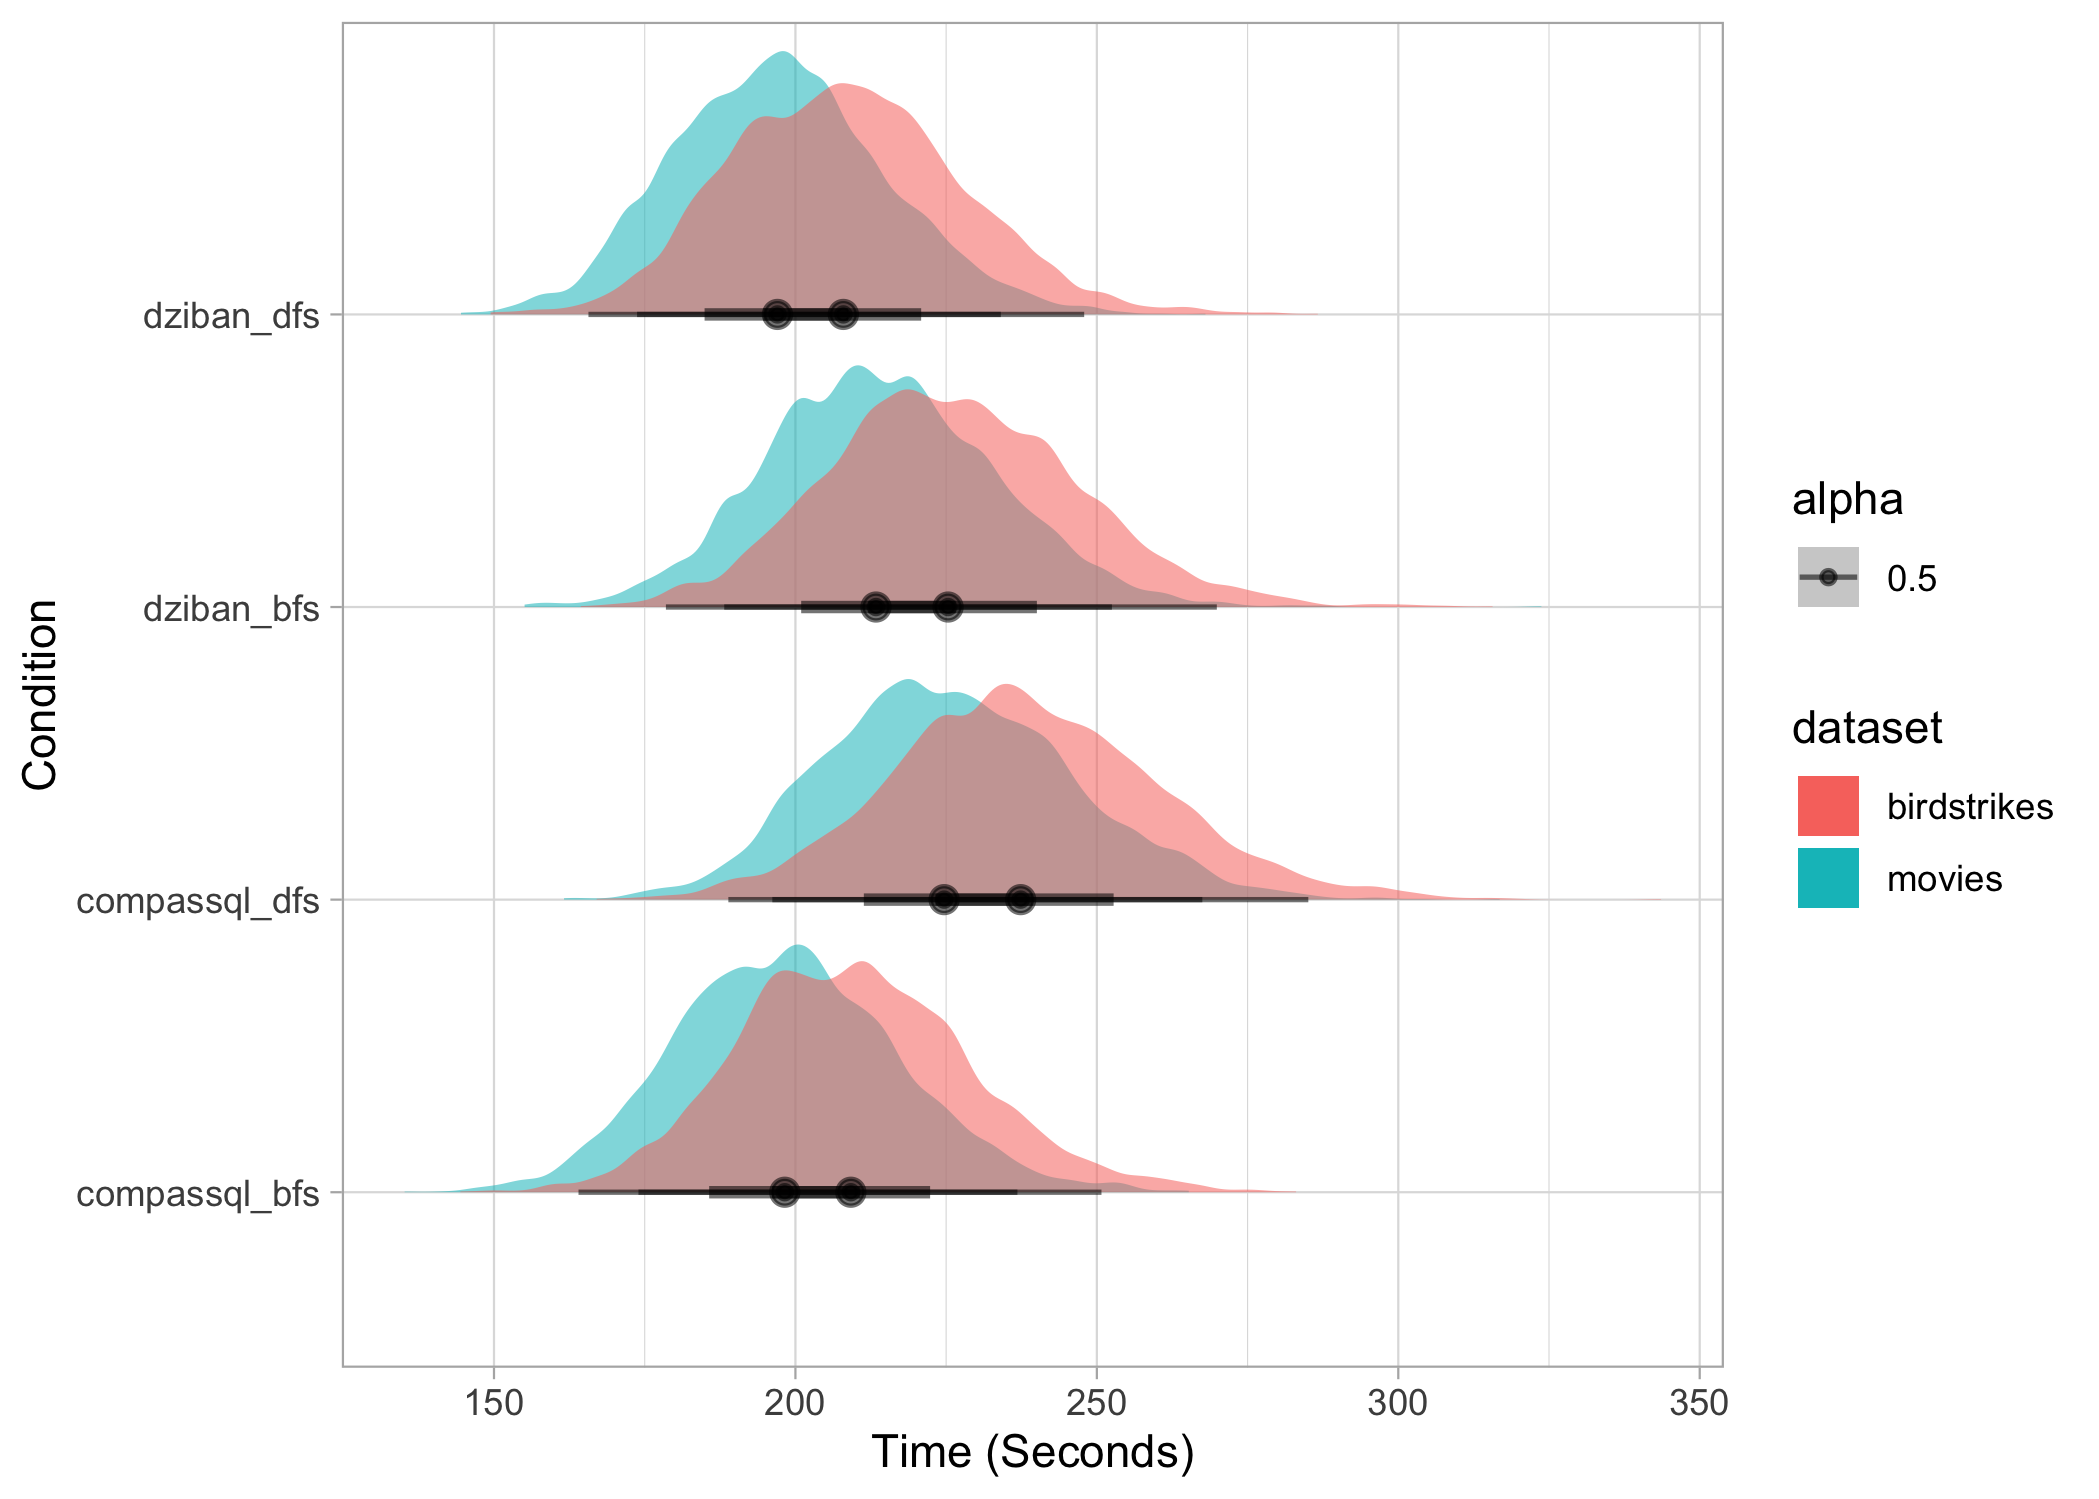 dziban_dfs
dziban_bfs
compassql_dfs
compassql_bfs
Condition
150 200 250 300 350
Time (Seconds)
alpha
0.5
dataset
birdstrikes
movies